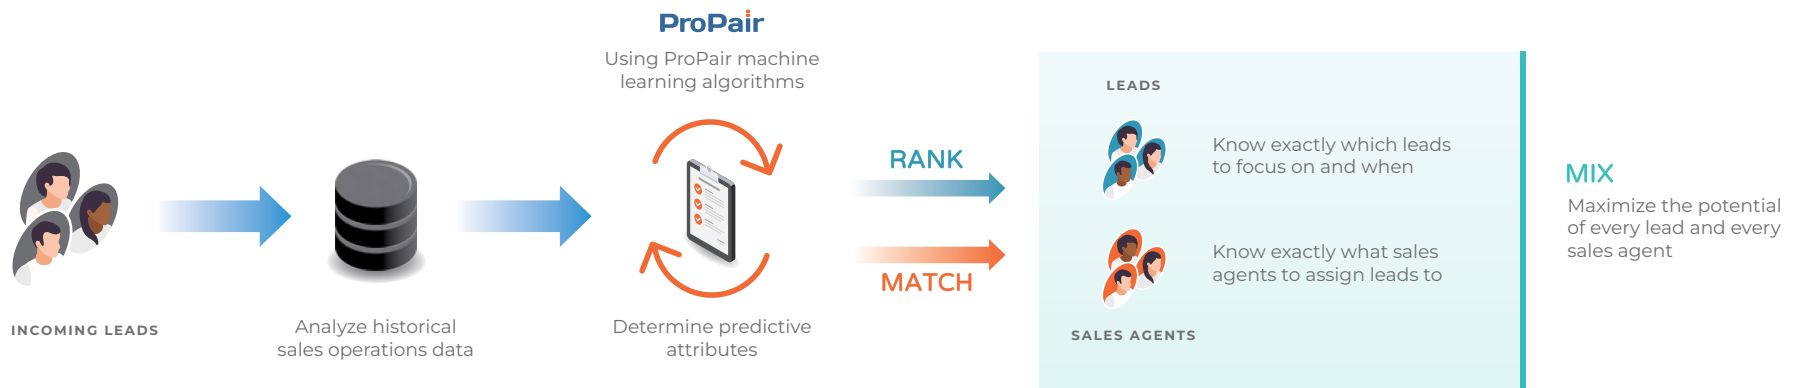 ProPair
Using ProPair machine
learning algorithms
INCOMING LEADS
Analyze historical
sales operations data
Determine predictive
attributes
RANK
MATCH
LEADS
Know exactly which leads
to focus on and when
Know exactly what sales
agents to assign leads to
SALES AGENTS
MIX
Maximize the potential
of every lead and every
sales agent